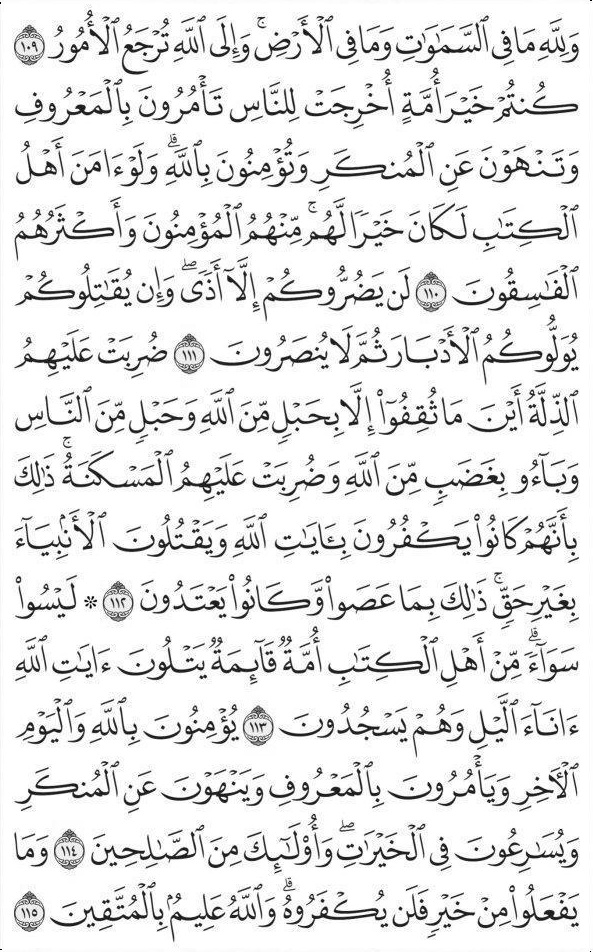 وَلِلَّهِ مَا فِي ٱلسَّمَٰوَٰتِ وَمَا فِي ٱلۡأَرۡضِۚ وَإِلَى ٱللَّهِ تُرۡجَعُ ٱلۡأُمُورُ ١٠٩
كُنتُمۡ خَيۡرَ أُمَّةٍ أُخۡرِجَتۡ لِلنَّاسِ تَأۡمُرُونَ بِٱلۡمَعۡرُوفِ
وَتَنۡهَوۡنَ عَنِ ٱلۡمُنكَرِ وَتُؤۡمِنُونَ بِٱللَّهِۗ وَلَوۡ ءَامَنَ أَهۡلُ
ٱلۡكِتَٰبِ لَكَانَ خَيۡرٗا لَّهُمۚ مِّنۡهُمُ ٱلۡمُؤۡمِنُونَ وَأَكۡثَرُهُمُ
ٱلۡفَٰسِقُونَ ١١٠ لَن يَضُرُّوكُمۡ إِلَّآ أَذٗىۖ وَإِن يُقَٰتِلُوكُمۡ
يُوَلُّوكُمُ ٱلۡأَدۡبَارَ ثُمَّ لَا يُنصَرُونَ ١١١ ضُرِبَتۡ عَلَيۡهِمُ
ٱلذِّلَّةُ أَيۡنَ مَا ثُقِفُوٓاْ إِلَّا بِحَبۡلٖ مِّنَ ٱللَّهِ وَحَبۡلٖ مِّنَ ٱلنَّاسِ
وَبَآءُو بِغَضَبٖ مِّنَ ٱللَّهِ وَضُرِبَتۡ عَلَيۡهِمُ ٱلۡمَسۡكَنَةُۚ ذَٰلِكَ
بِأَنَّهُمۡ كَانُواْ يَكۡفُرُونَ بِـَٔايَٰتِ ٱللَّهِ وَيَقۡتُلُونَ ٱلۡأَنۢبِيَآءَ
بِغَيۡرِ حَقّٖۚ ذَٰلِكَ بِمَا عَصَواْ وَّكَانُواْ يَعۡتَدُونَ ١١٢ ۞ لَيۡسُواْ
سَوَآءٗۗ مِّنۡ أَهۡلِ ٱلۡكِتَٰبِ أُمَّةٞ قَآئِمَةٞ يَتۡلُونَ ءَايَٰتِ ٱللَّهِ
ءَانَآءَ ٱلَّيۡلِ وَهُمۡ يَسۡجُدُونَ ١١٣ يُؤۡمِنُونَ بِٱللَّهِ وَٱلۡيَوۡمِ
ٱلۡأٓخِرِ وَيَأۡمُرُونَ بِٱلۡمَعۡرُوفِ وَيَنۡهَوۡنَ عَنِ ٱلۡمُنكَرِ
وَيُسَٰرِعُونَ فِي ٱلۡخَيۡرَٰتِۖ وَأُوْلَٰٓئِكَ مِنَ ٱلصَّٰلِحِينَ ١١٤ وَمَا
يَفۡعَلُواْ مِنۡ خَيۡرٖ فَلَن يُكۡفَرُوهُۗ وَٱللَّهُ عَلِيمُۢ بِٱلۡمُتَّقِينَ ١١٥